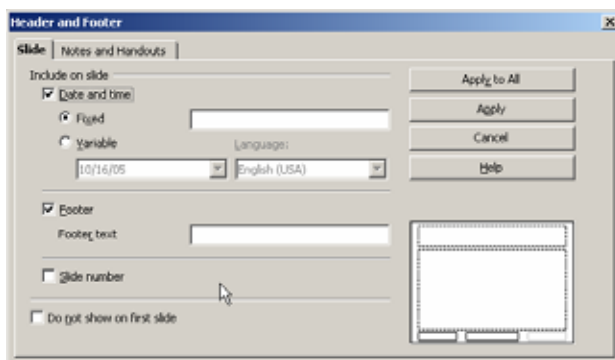 Header and Footer
Slide Notes and Handouts
Include on slide
Date and time
Fixed
Variable Language:
10/16/05 English (USA)
Footer
Footer text
Slide number
Do not show on first slide
Apply to All
Apply
Cancel
Help